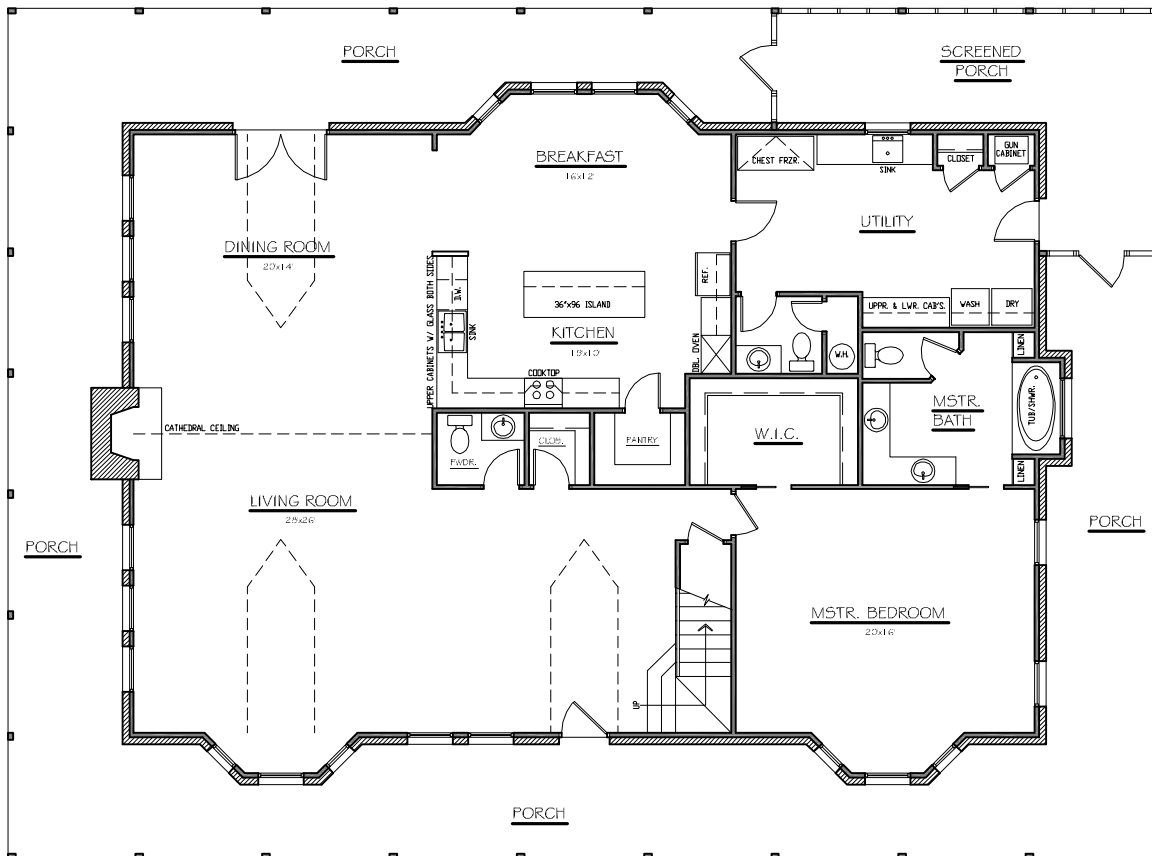 PORCH
SCREENED
PORCH
BREAKFAST
16x12
CHEST FRZR.
SINK
CLOSET
GUN
CABINET
UTILITY
DINING ROOM
20x14
UPPER CABINETS W/ GLASS BOTH SIDES
D.W.
SINK
36"x96 ISLAND
KITCHEN
REF.
DBL. OVEN
COOKTOP
UPPR. & LWR. CAB'S.
WASH
DRY
W.H.
LINEN
TUB/SHWR.
MSTR.
BATH
LINEN
CATHEDRAL CEILING
PWDR.
CLOS.
PANTRY
W.I.C.
LIVING ROOM
28x26
PORCH
PORCH
MSTR. BEDROOM
20x16
UP
PORCH